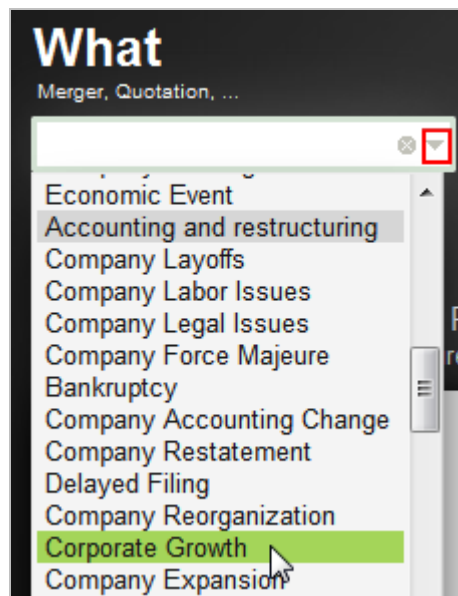 What
Merger, Quotation, ...
Economic Event
Accounting and restructuring
Company Layoffs
Company Labor Issues
Company Legal Issues
Company Force Majeure
Bankruptcy
Company Accounting Change
Company Restatement
Delayed Filing
Company Reorganization
Corporate Growth
Company Expansion